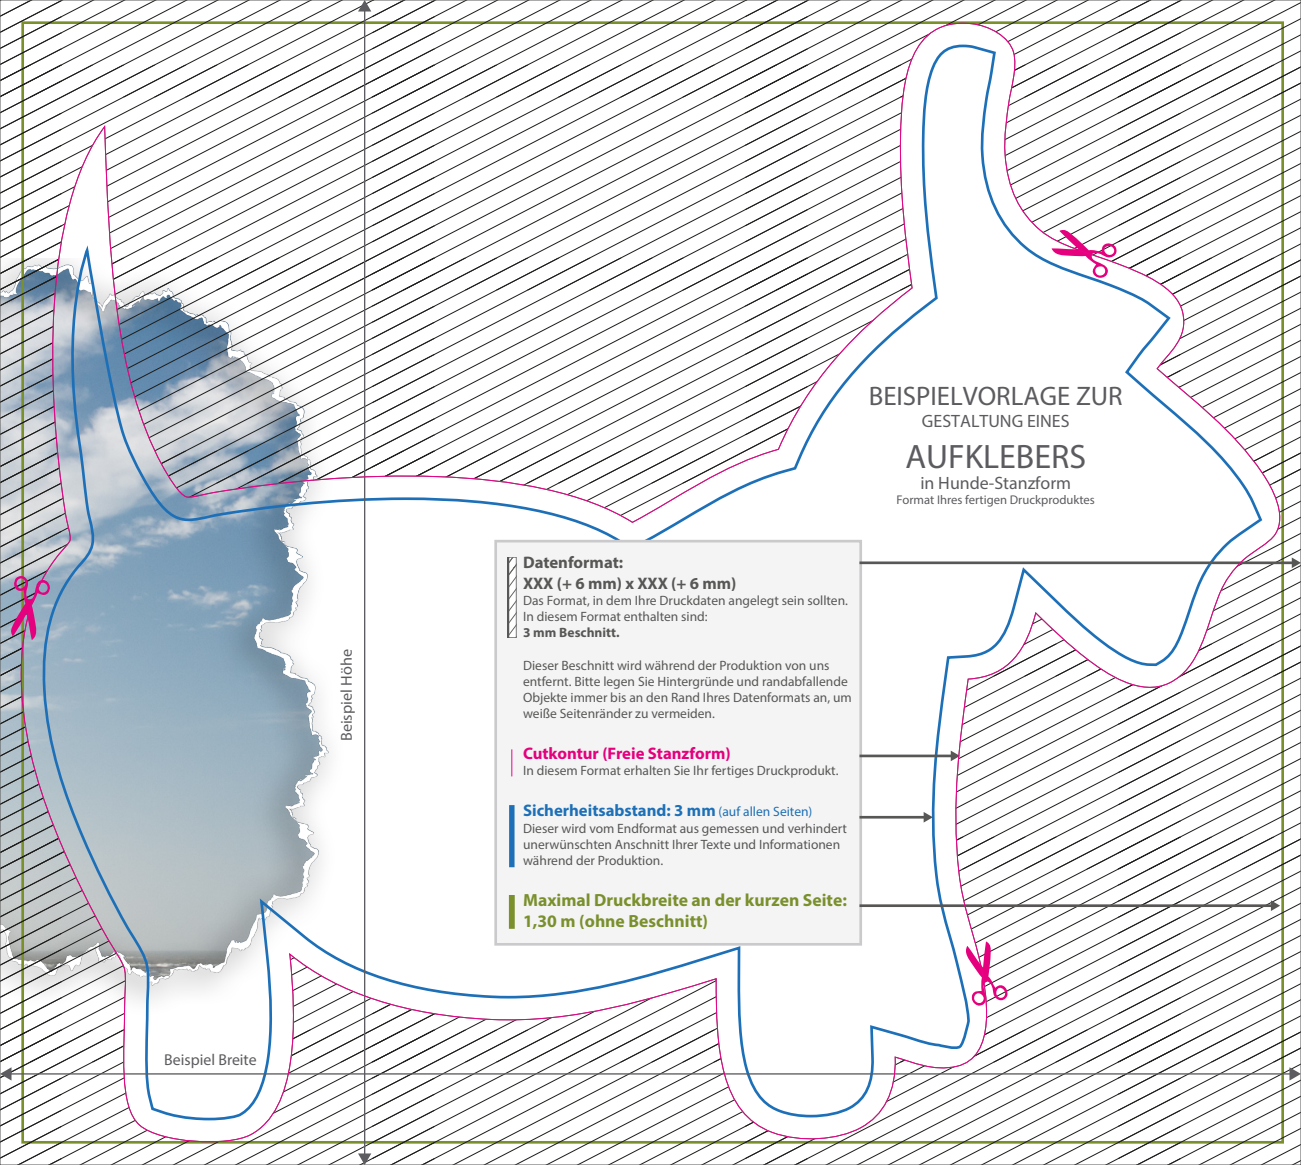 BEISPIELVORLAGE ZUR
GESTALTUNG EINES
AUFKLEBERS
in Hunde-Stanzform
Format Ihres fertigen Druckproduktes
Datenformat:
XXX (+ 6 mm) x XXX (+ 6 mm)
Das Format, in dem Ihre Druckdaten angelegt sein sollten.
In diesem Format enthalten sind:
3 mm Beschnitt.
Dieser Beschnitt wird während der Produktion von uns
entfernt. Bitte legen Sie Hintergründe und randabfallende
Objekte immer bis an den Rand Ihres Datenformats an, um
weiße Seitenränder zu vermeiden.
Cutkontur (Freie Stanzform)
In diesem Format erhalten Sie Ihr fertiges Druckprodukt.
Sicherheitsabstand: 3 mm (auf allen Seiten)
Dieser wird vom Endformat aus gemessen und verhindert
unerwünschten Anschnitt Ihrer Texte und Informationen
während der Produktion.
Maximal Druckbreite an der kurzen Seite:
1,30 m (ohne Beschnitt)
Beispiel Höhe
Beispiel Breite